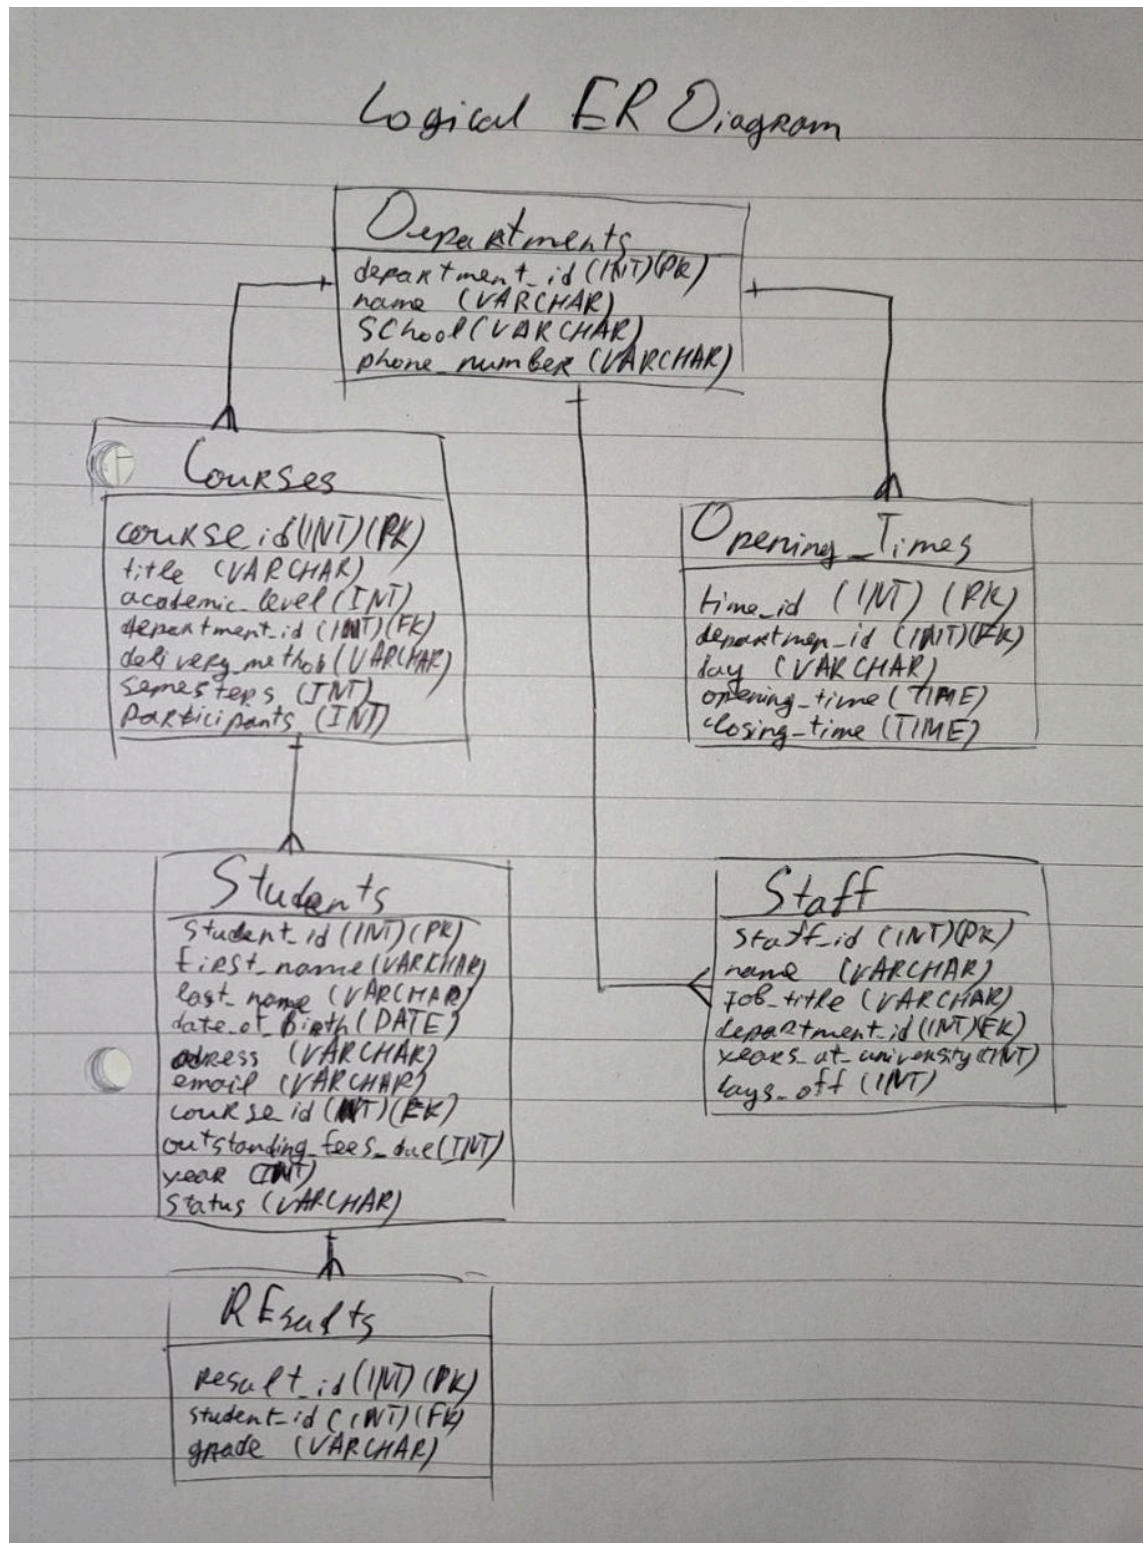 Logical ER Diagram
Departments
department_id (INT)(PK)
name (VARCHAR)
School (VARCHAR)
phone_number (VARCHAR)
Courses
course_id (INT)(PK)
title (VARCHAR)
academic_level (INT)
department_id (INT)(FK)
delivery_method (VARCHAR)
semesters (INT)
Participants (INT)
Opening_Times
time_id (INT) (PK)
departmen_id (INT)(FK)
day (VARCHAR)
opening_time (TIME)
closing_time (TIME)
Students
Student_id (INT)(PK)
first_name (VARCHAR)
last_name (VARCHAR)
date_of_Birth (DATE)
adress (VARCHAR)
email (VARCHAR)
course_id (INT)(FK)
outstanding_fees_due (INT)
year (INT)
Status (VARCHAR)
Staff
Staff_id (INT)(PK)
name (VARCHAR)
Job_title (VARCHAR)
department_id (INT)(FK)
years_at_university (INT)
days_off (INT)
REsults
Result_id (INT)(PK)
Student_id (INT)(FK)
grade (VARCHAR)